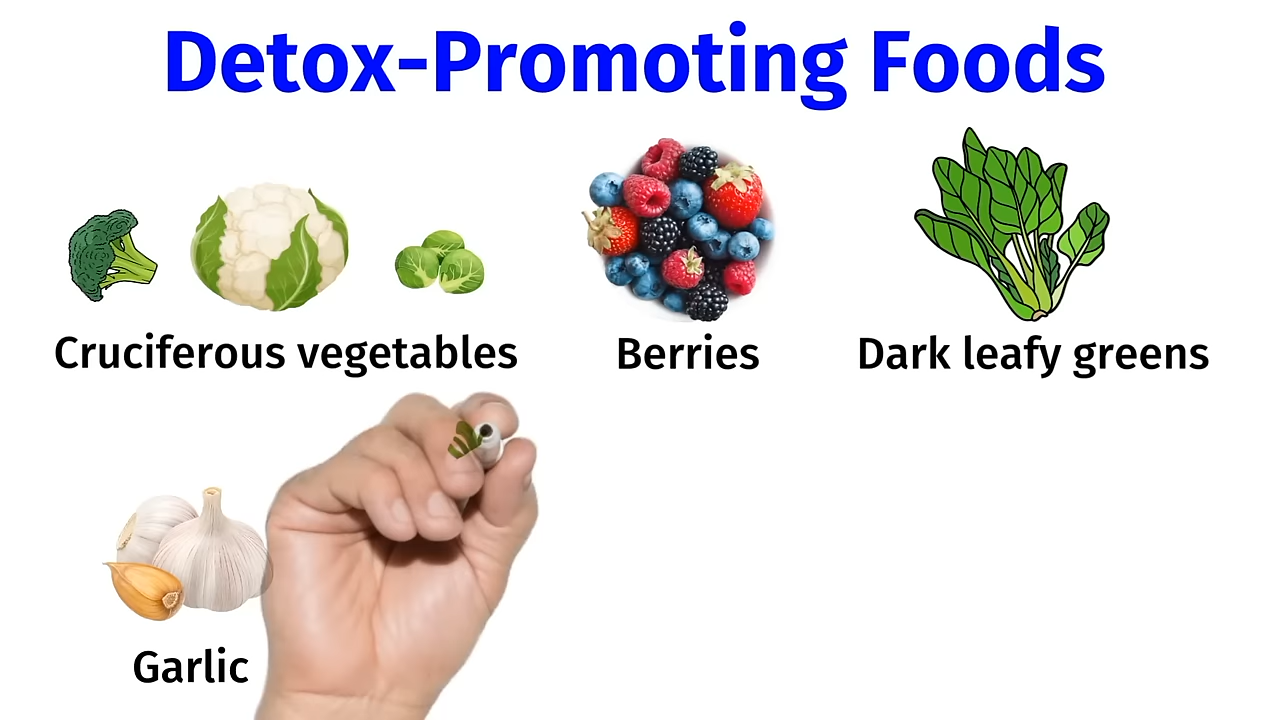 Detox-Promoting Foods
Cruciferous vegetables
Berries
Dark leafy greens
Garlic